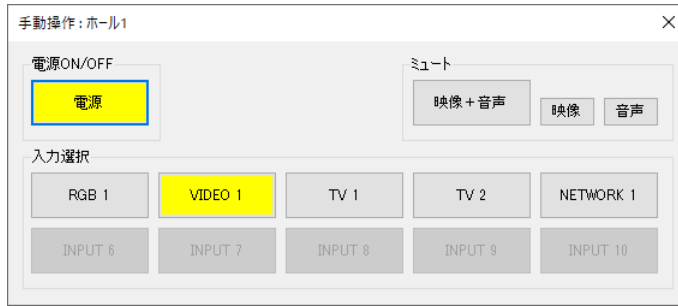 手動操作:ホール1
電源ON/OFF
ミュート
電源
映像+音声
映像
音声
入力選択
RGB 1
VIDEO 1
TV 1
TV 2
NETWORK 1
INPUT 6
INPUT 7
INPUT 8
INPUT 9
INPUT 10